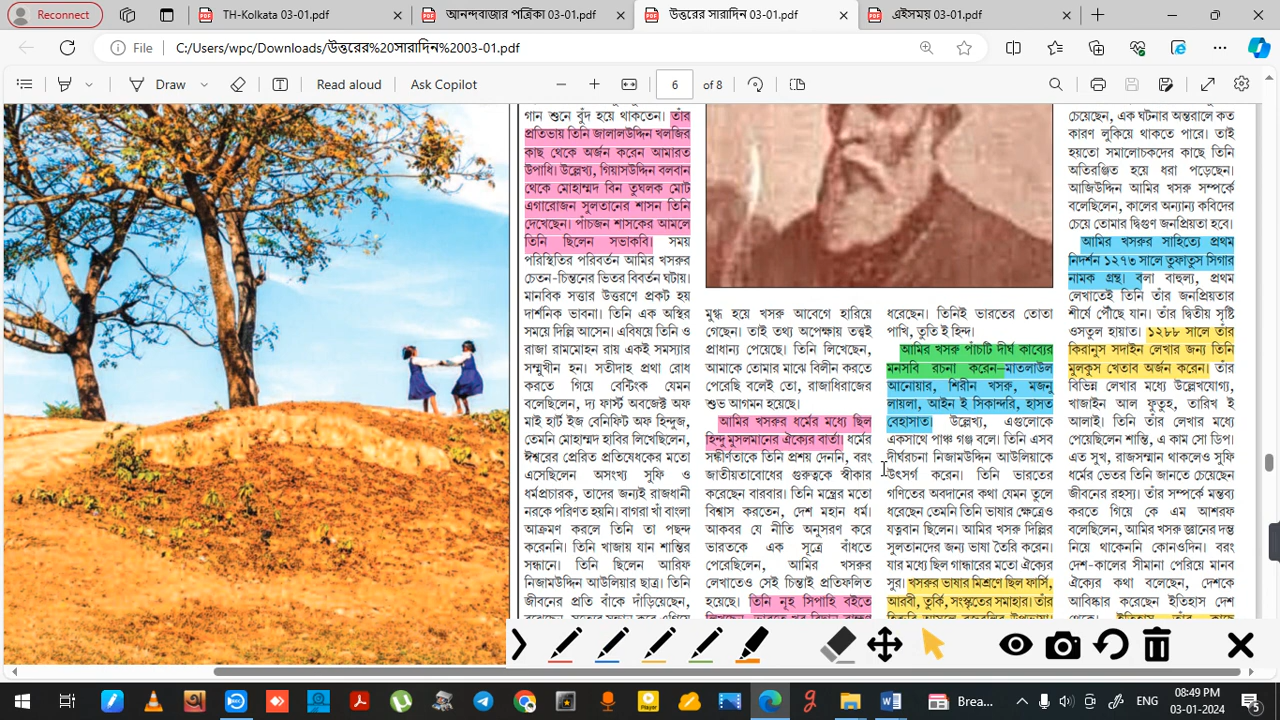 Reconnect
TH-Kolkata 03-01.pdf
আনন্দবাজার পত্রিকা 03-01.pdf
উত্তরের সারাদিন 03-01.pdf
এইসময় 03-01.pdf
File C:/Users/wpc/Downloads/উত্তরের%20সারাদিন%2003-01.pdf
Draw
Read aloud
Ask Copilot
6 of 8
গান শুনে বুঁদ হয়ে থাকতেন। তাঁর
প্রতিভায় তিনি জালালউদ্দিন খলজির
কাছ থেকে অর্জন করেন আমারত
উপাধি। উল্লেখ্য, গিয়াসউদ্দিন বলবান
থেকে মোহাম্মদ বিন তুঘলক মোট
এগারোজন সুলতানের শাসন তিনি
দেখেছেন। পাঁচজন শাসকের আমলে
তিনি ছিলেন সভাকবি। সময়
পরিস্থিতির পরিবর্তন আমির খসরুর
চেতন-চিন্তনের ভিতর বিবর্তন ঘটায়।
মানবিক সত্তার উত্তরণে প্রকট হয়
দার্শনিক ভাবনা। তিনি এক অস্থির
সময়ে দিল্লি আসেন। এবিষয়ে তিনি ও
রাজা রামমোহন রায় একই সমস্যার
সম্মুখীন হন। সতীদাহ প্রথা রোধ
করতে গিয়ে বেন্টিংক যেমন
বলেছিলেন, দ্য ফার্স্ট অবজেক্ট অফ
মাই হার্ট ইজ বেনিফিট অফ হিন্দুজ,
তেমনি মোহাম্মদ হাবিব লিখেছিলেন,
ঈশ্বরের প্রেরিত প্রতিষেধকের মতো
এসেছিলেন অসংখ্য সুফি ও
ধর্মপ্রচারক, তাদের জন্যই রাজধানী
নরকে পরিণত হয়নি। বাগরা খাঁ বাংলা
আক্রমণ করলে তিনি তা পছন্দ
করেননি। তিনি খাজায় যান শান্তির
সন্ধানে। তিনি ছিলেন আরিফ
নিজামউদ্দিন আউলিয়ার ছাত্র। তিনি
জীবনের প্রতি বাঁকে দাঁড়িয়েছেন,
মুগ্ধ হয়ে খসরু আবেগে হারিয়ে
গেছেন। তাই তথ্য অপেক্ষায় তত্ত্বই
প্রাধান্য পেয়েছে। তিনি লিখেছেন,
আমাকে তোমার মাঝে বিলীন করতে
পেরেছি বলেই তো, রাজাধিরাজের
শুভ আগমন হয়েছে।
আমির খসরুর ধর্মের মধ্যে ছিল
হিন্দু মুসলমানের ঐক্যের বার্তা। ধর্মের
সঙ্কীর্ণতাকে তিনি প্রশয় দেননি, বরং
জাতীয়তাবোধের গুরুত্বকে স্বীকার
করেছেন বারবার। তিনি মন্ত্রের মতো
বিশ্বাস করতেন, দেশ মহান ধর্ম।
আকবর যে নীতি অনুসরণ করে
ভারতকে এক সূত্রে বাঁধতে
পেরেছিলেন, আমির খসরুর
লেখাতেও সেই চিন্তাই প্রতিফলিত
হয়েছে। তিনি নূহ সিপাহি বইতে
ধরেছেন। তিনিই ভারতের তোতা
পাখি, তুতি ই হিন্দ।
আমির খসরু পাঁচটি দীর্ঘ কাব্যের
মনসবি রচনা করেন–মাতলাউল
আনোয়ার, শিরীন খসরু, মজনু
লায়লা, আইন ই সিকান্দরি, হাসত
বেহাসাত। উল্লেখ্য, এগুলোকে
একসাথে পাঞ্চ গঞ্জ বলে। তিনি এসব
দীর্ঘরচনা নিজামউদ্দিন আউলিয়াকে
উৎসর্গ করেন। তিনি ভারতের
গণিতের অবদানের কথা যেমন তুলে
ধরেছেন তেমনি তিনি ভাষার ক্ষেত্রেও
যত্নবান ছিলেন। আমির খসরু দিল্লির
সুলতানদের জন্য ভাষা তৈরি করেন।
যার মধ্যে ছিল গান্ধারের মতো ঐক্যের
সুর। খসরুর ভাষার মিশ্রণে ছিল ফার্সি,
আরবী, তুর্কি, সংস্কৃতের সমাহার। তাঁর
চেয়েছেন, এক ঘটনার অন্তরালে কত
কারণ লুকিয়ে থাকতে পারে। তাই
হয়তো সমালোচকদের কাছে তিনি
অতিরঞ্জিত হয়ে ধরা পড়েছেন।
আজিউদ্দিন আমির খসরু সম্পর্কে
বলেছিলেন, কালের অন্যান্য কবিদের
চেয়ে তোমার দ্বিগুণ জনপ্রিয়তা হবে।
আমির খসরুর সাহিত্যে প্রথম
নিদর্শন ১২৭৩ সালে তুফাতুস সিগার
নামক গ্রন্থ। বলা বাহুল্য, প্রথম
লেখাতেই তিনি তাঁর জনপ্রিয়তার
শীর্ষে পৌঁছে যান। তাঁর দ্বিতীয় সৃষ্টি
ওসতুল হায়াত। ১২৮৮ সালে তাঁর
কিরানুস সদাইন লেখার জন্য তিনি
মুলকুস খেতাব অর্জন করেন। তাঁর
বিভিন্ন লেখার মধ্যে উল্লেখযোগ্য,
খাজাইন আল ফুতুহ, তারিখ ই
আলাই। তিনি তাঁর লেখার মধ্যে
পেয়েছিলেন শান্তি, এ কাম সো ডিপ।
এত সুখ, রাজসম্মান থাকলেও সুফি
ধর্মের ভেতর তিনি জানতে চেয়েছেন
জীবনের রহস্য। তাঁর সম্পর্কে মন্তব্য
করতে গিয়ে কে এম আশরফ
বলেছিলেন, আমির খসরু জ্ঞানের দম্ভ
নিয়ে থাকেননি কোনওদিন। বরং
দেশ-কালের সীমানা পেরিয়ে মানব
ঐক্যের কথা বলেছেন, দেশকে
আবিষ্কার করেছেন ইতিহাস দেশ
থেকে। ইতিহাস তাঁর কাছে
Brea...
ENG
08:49 PM
03-01-2024
5